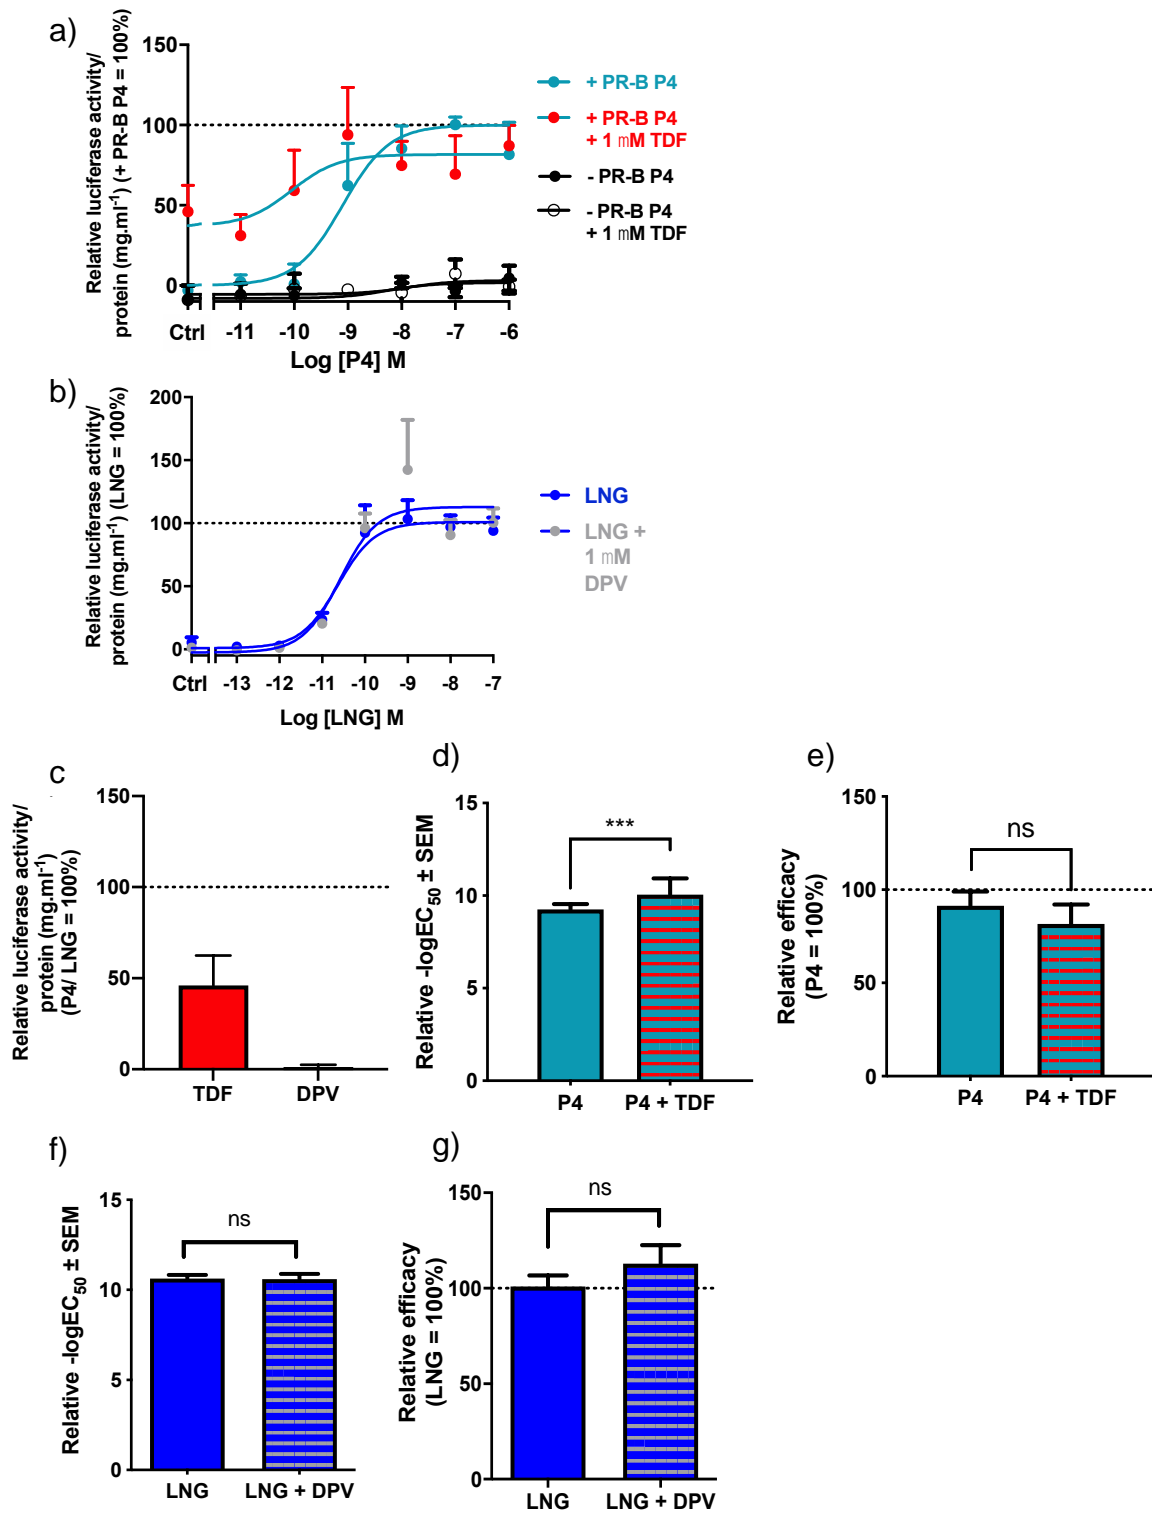 a)
Relative luciferase activity/
protein (mg.ml-1) (+ PR-B P4 = 100%)
150
100
50
0
Ctrl -11 -10 -9 -8 -7 -6
Log [P4] M
+ PR-B P4
+ PR-B P4
+ 1 mM TDF
- PR-B P4
- PR-B P4
+ 1 mM TDF
b)
Relative luciferase activity/
protein (mg.ml-1) (LNG = 100%)
200
150
100
50
0
Ctrl -13 -12 -11 -10 -9 -8 -7
Log [LNG] M
LNG
LNG +
1 mM
DPV
c
Relative luciferase activity/
protein (mg.ml-1)
(P4/ LNG = 100%)
150
100
50
0
TDF DPV
d)
Relative -logEC50 ± SEM
15
10
5
0
***
P4 P4 + TDF
e)
Relative efficacy
(P4 = 100%)
150
100
50
0
ns
P4 P4 + TDF
f)
Relative -logEC50 ± SEM
15
10
5
0
ns
LNG LNG + DPV
g)
Relative efficacy
(LNG = 100%)
150
100
50
0
ns
LNG LNG + DPV